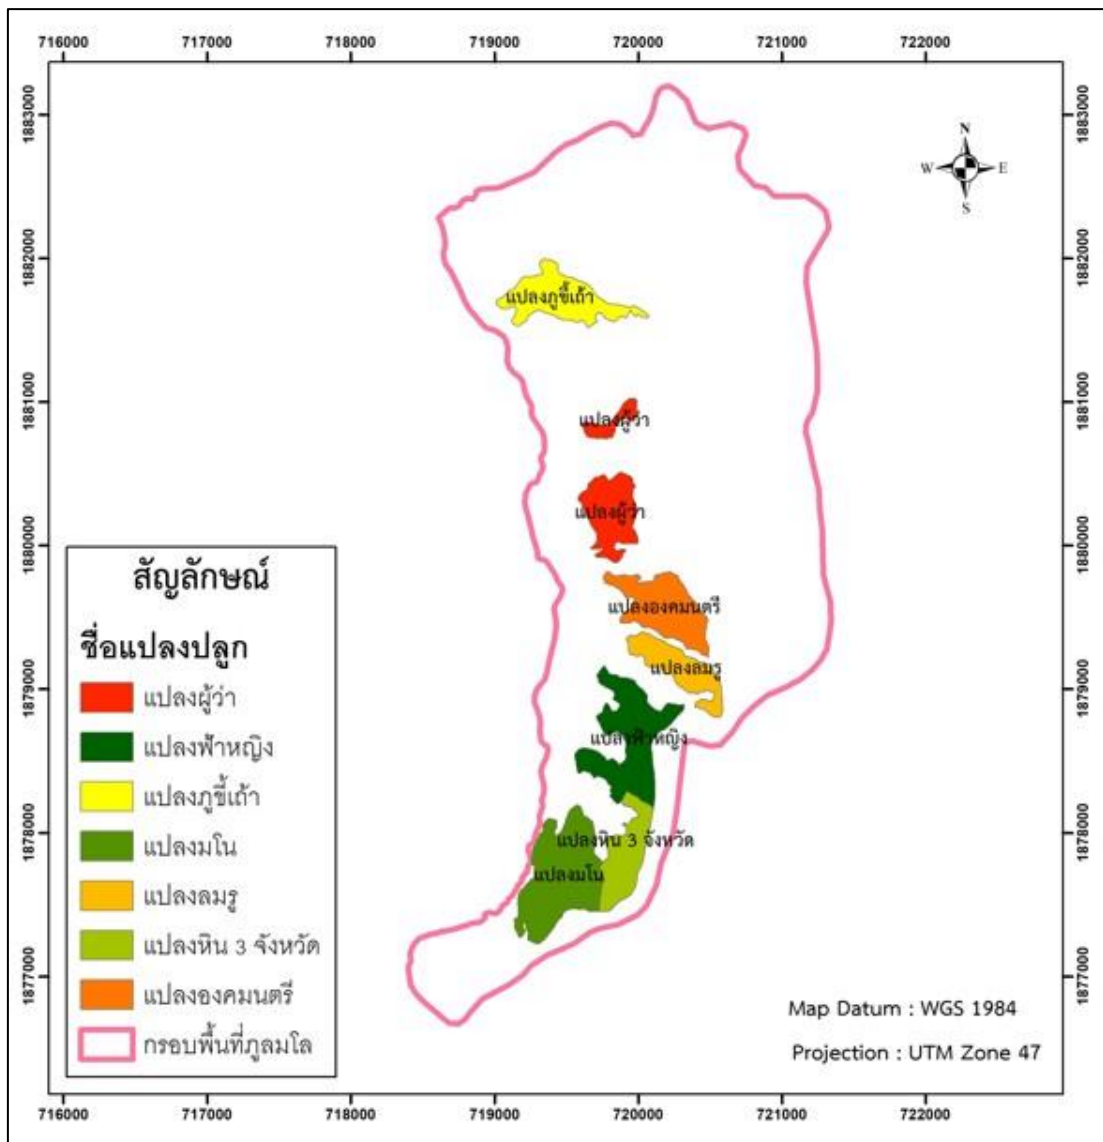 716000 717000 718000 719000 720000 721000 722000
1883000 1883000
N
W E
S
1882000 1882000
แปลงภูขี้เถ้า
1881000 1881000
แปลงผู้ว่า
แปลงผู้ว่า
1880000 1880000
แปลงองคมนตรี
แปลงลมรู
1879000 1879000
แปลงฟ้าหญิง
1878000 1878000
แปลงหิน 3 จังหวัด
แปลงมโน
1877000 1877000
สัญลักษณ์
ชื่อแปลงปลูก
แปลงผู้ว่า
แปลงฟ้าหญิง
แปลงภูขี้เถ้า
แปลงมโน
แปลงลมรู
แปลงหิน 3 จังหวัด
แปลงองคมนตรี
กรอบพื้นที่ภูลมโล
Map Datum : WGS 1984
Projection : UTM Zone 47
716000 717000 718000 719000 720000 721000 722000